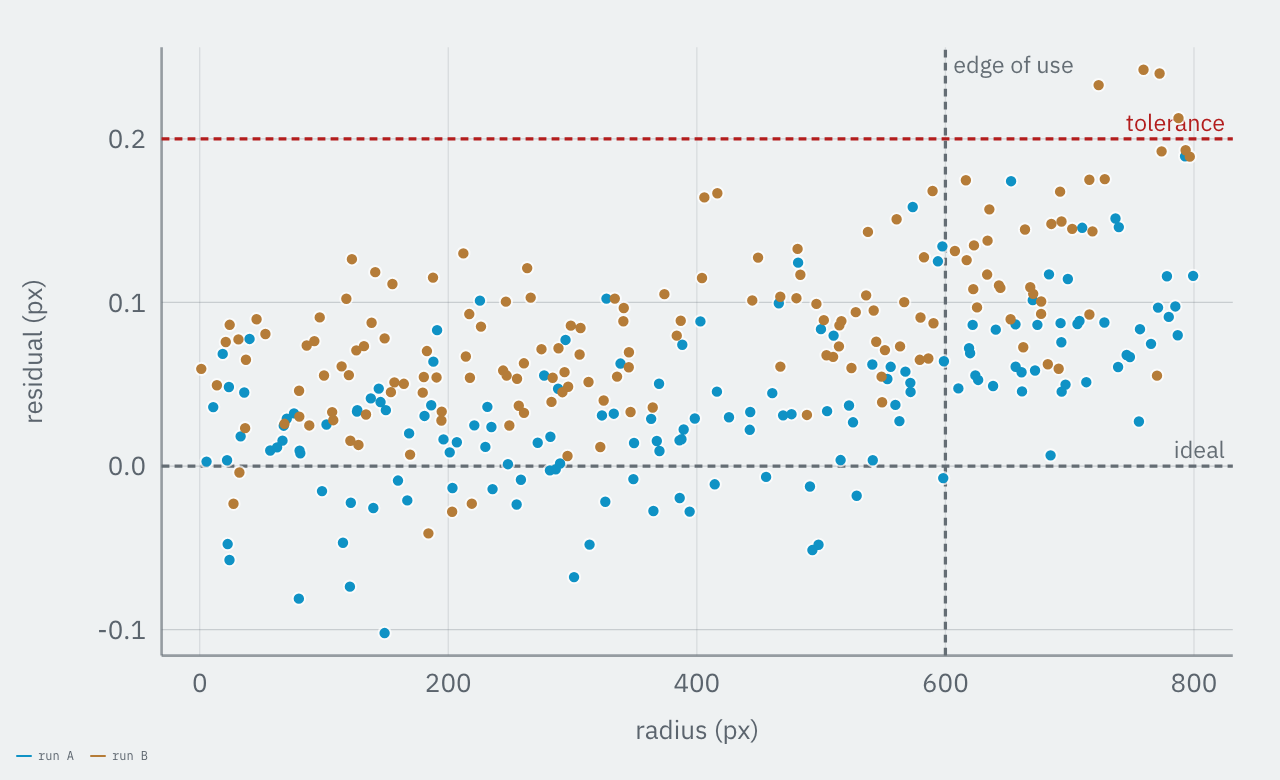 edge of use
tolerance
0.2
0.1
ideal
0.0
-0.1
residual (px)
0 200 400 600 800
radius (px)
run A run B